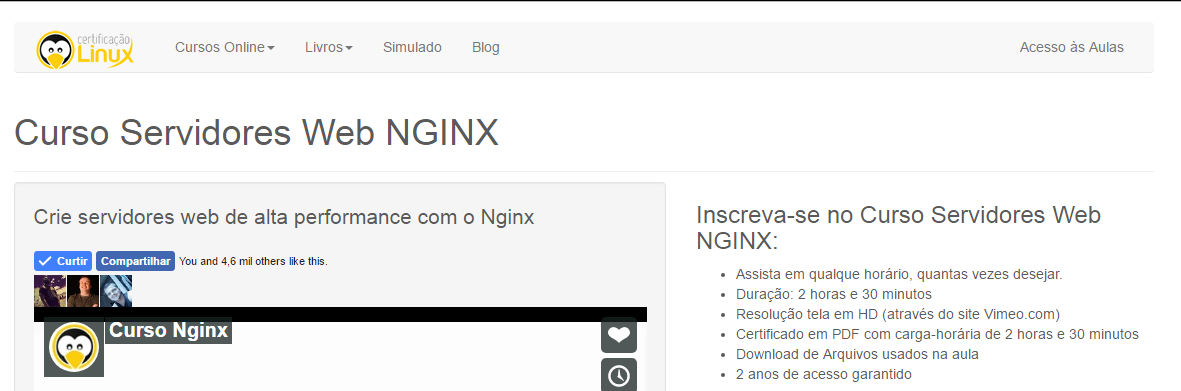 certificação
Linux
Cursos Online
Livros
Simulado
Blog
Acesso às Aulas
Curso Servidores Web NGINX
Crie servidores web de alta performance com o Nginx
Curtir
Compartilhar
You and 4,6 mil others like this.
Curso Nginx
Inscreva-se no Curso Servidores Web
NGINX:
Assista em qualque horário, quantas vezes desejar.
Duração: 2 horas e 30 minutos
Resolução tela em HD (através do site Vimeo.com)
Certificado em PDF com carga-horária de 2 horas e 30 minutos
Download de Arquivos usados na aula
2 anos de acesso garantido